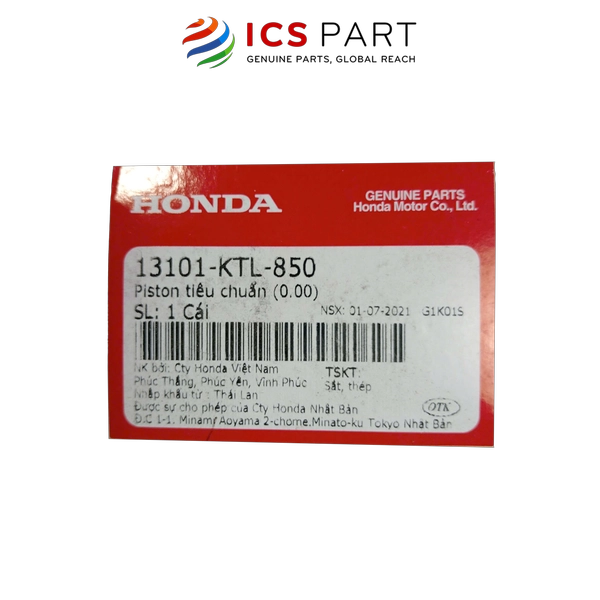 ICS PART
GENUINE PARTS, GLOBAL REACH
HONDA
GENUINE PARTS
Honda Motor Co., Ltd.
13101-KTL-850
Piston tiêu chuẩn (0.00)
SL: 1 Cái
NSX: 01-07-2021 G1K01S
NK bởi: Cty Honda Việt Nam
TSKT:
Phúc Thắng, Phúc Yên, Vĩnh Phúc
Sắt, thép
Nhập khẩu từ : Thái Lan
Được sự cho phép của Cty Honda Nhật Bản
OTK
Đ.C 1-1, Minami Aoyama 2-chome,Minato-ku Tokyo Nhật Bản